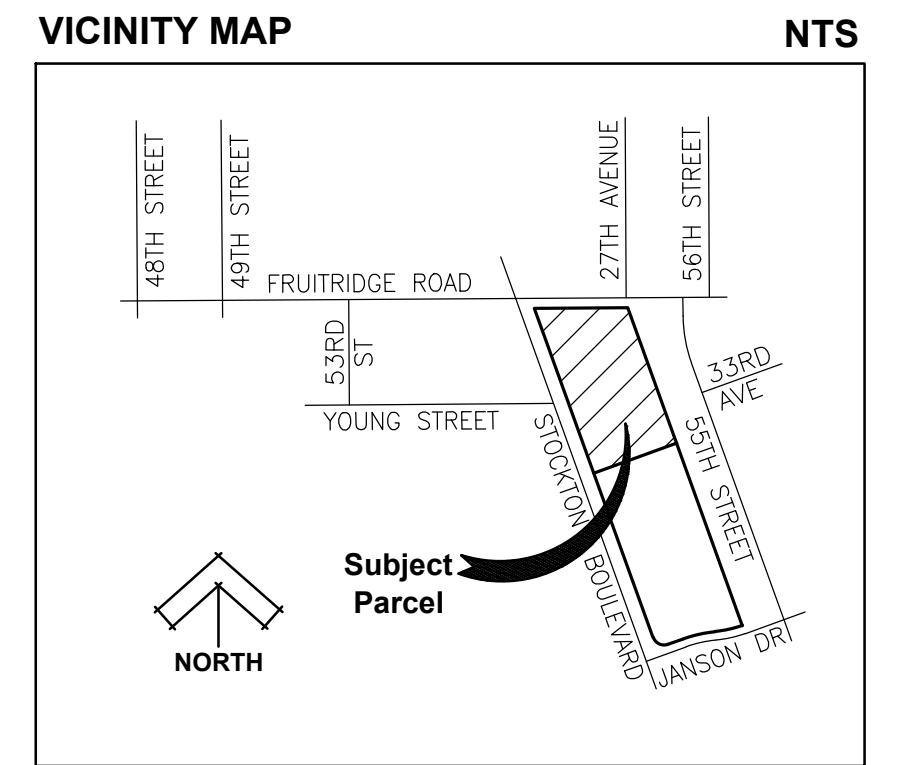 VICINITY MAP
NTS
48TH STREET
49TH STREET
27TH AVENUE
56TH STREET
FRUITRIDGE ROAD
53RD
ST
33RD
AVE
YOUNG STREET
STOCKTON BOULEVARD
55TH STREET
Subject
Parcel
NORTH
JANSON DR